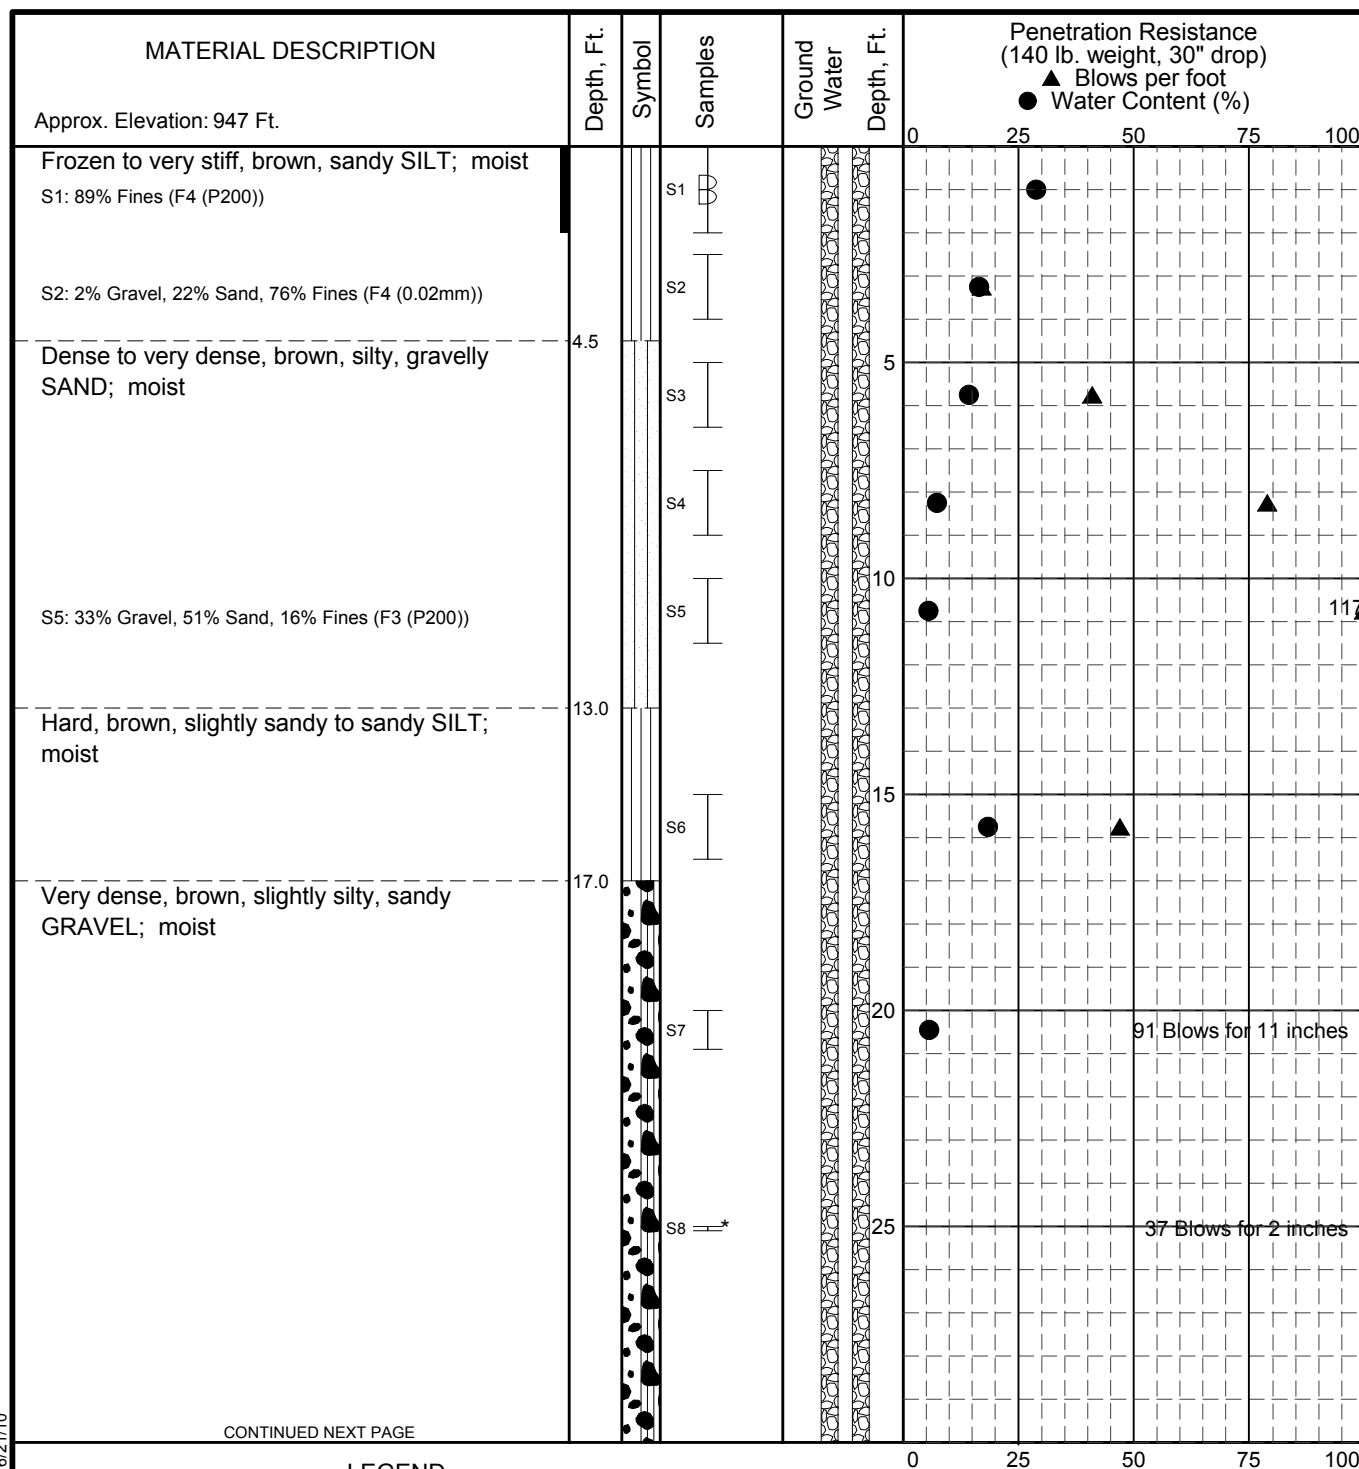 MATERIAL DESCRIPTION
Approx. Elevation: 947 Ft.
Depth, Ft.
Symbol
Samples
Ground Water
Depth, Ft.
Penetration Resistance
(140 lb. weight, 30" drop)
▲ Blows per foot
● Water Content (%)
0 25 50 75 100
Frozen to very stiff, brown, sandy SILT; moist
S1: 89% Fines (F4 (P200))
S1
S2: 2% Gravel, 22% Sand, 76% Fines (F4 (0.02mm))
S2
4.5
Dense to very dense, brown, silty, gravelly
SAND; moist
5
S3
S4
10
S5: 33% Gravel, 51% Sand, 16% Fines (F3 (P200))
S5
117
13.0
Hard, brown, slightly sandy to sandy SILT;
moist
15
S6
17.0
Very dense, brown, slightly silty, sandy
GRAVEL; moist
20
S7
91 Blows for 11 inches
S8
*
25
37 Blows for 2 inches
CONTINUED NEXT PAGE
0 25 50 75 100